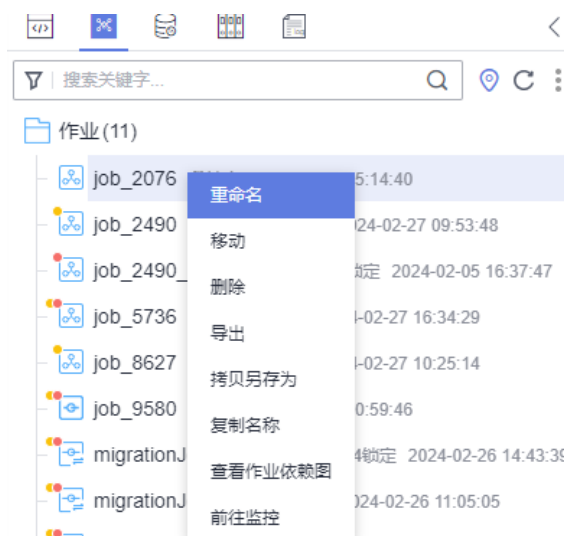 搜索关键字...
作业(11)
job_2076 5:14:40
重命名
job_2490 24-02-27 09:53:48
移动
job_2490_ 锁定 2024-02-05 16:37:47
删除
job_5736 -02-27 16:34:29
导出
job_8627 -02-27 10:25:14
拷贝另存为
job_9580 0:59:46
复制名称
migrationJ 4锁定 2024-02-26 14:43:39
查看作业依赖图
migrationJ 024-02-26 11:05:05
前往监控